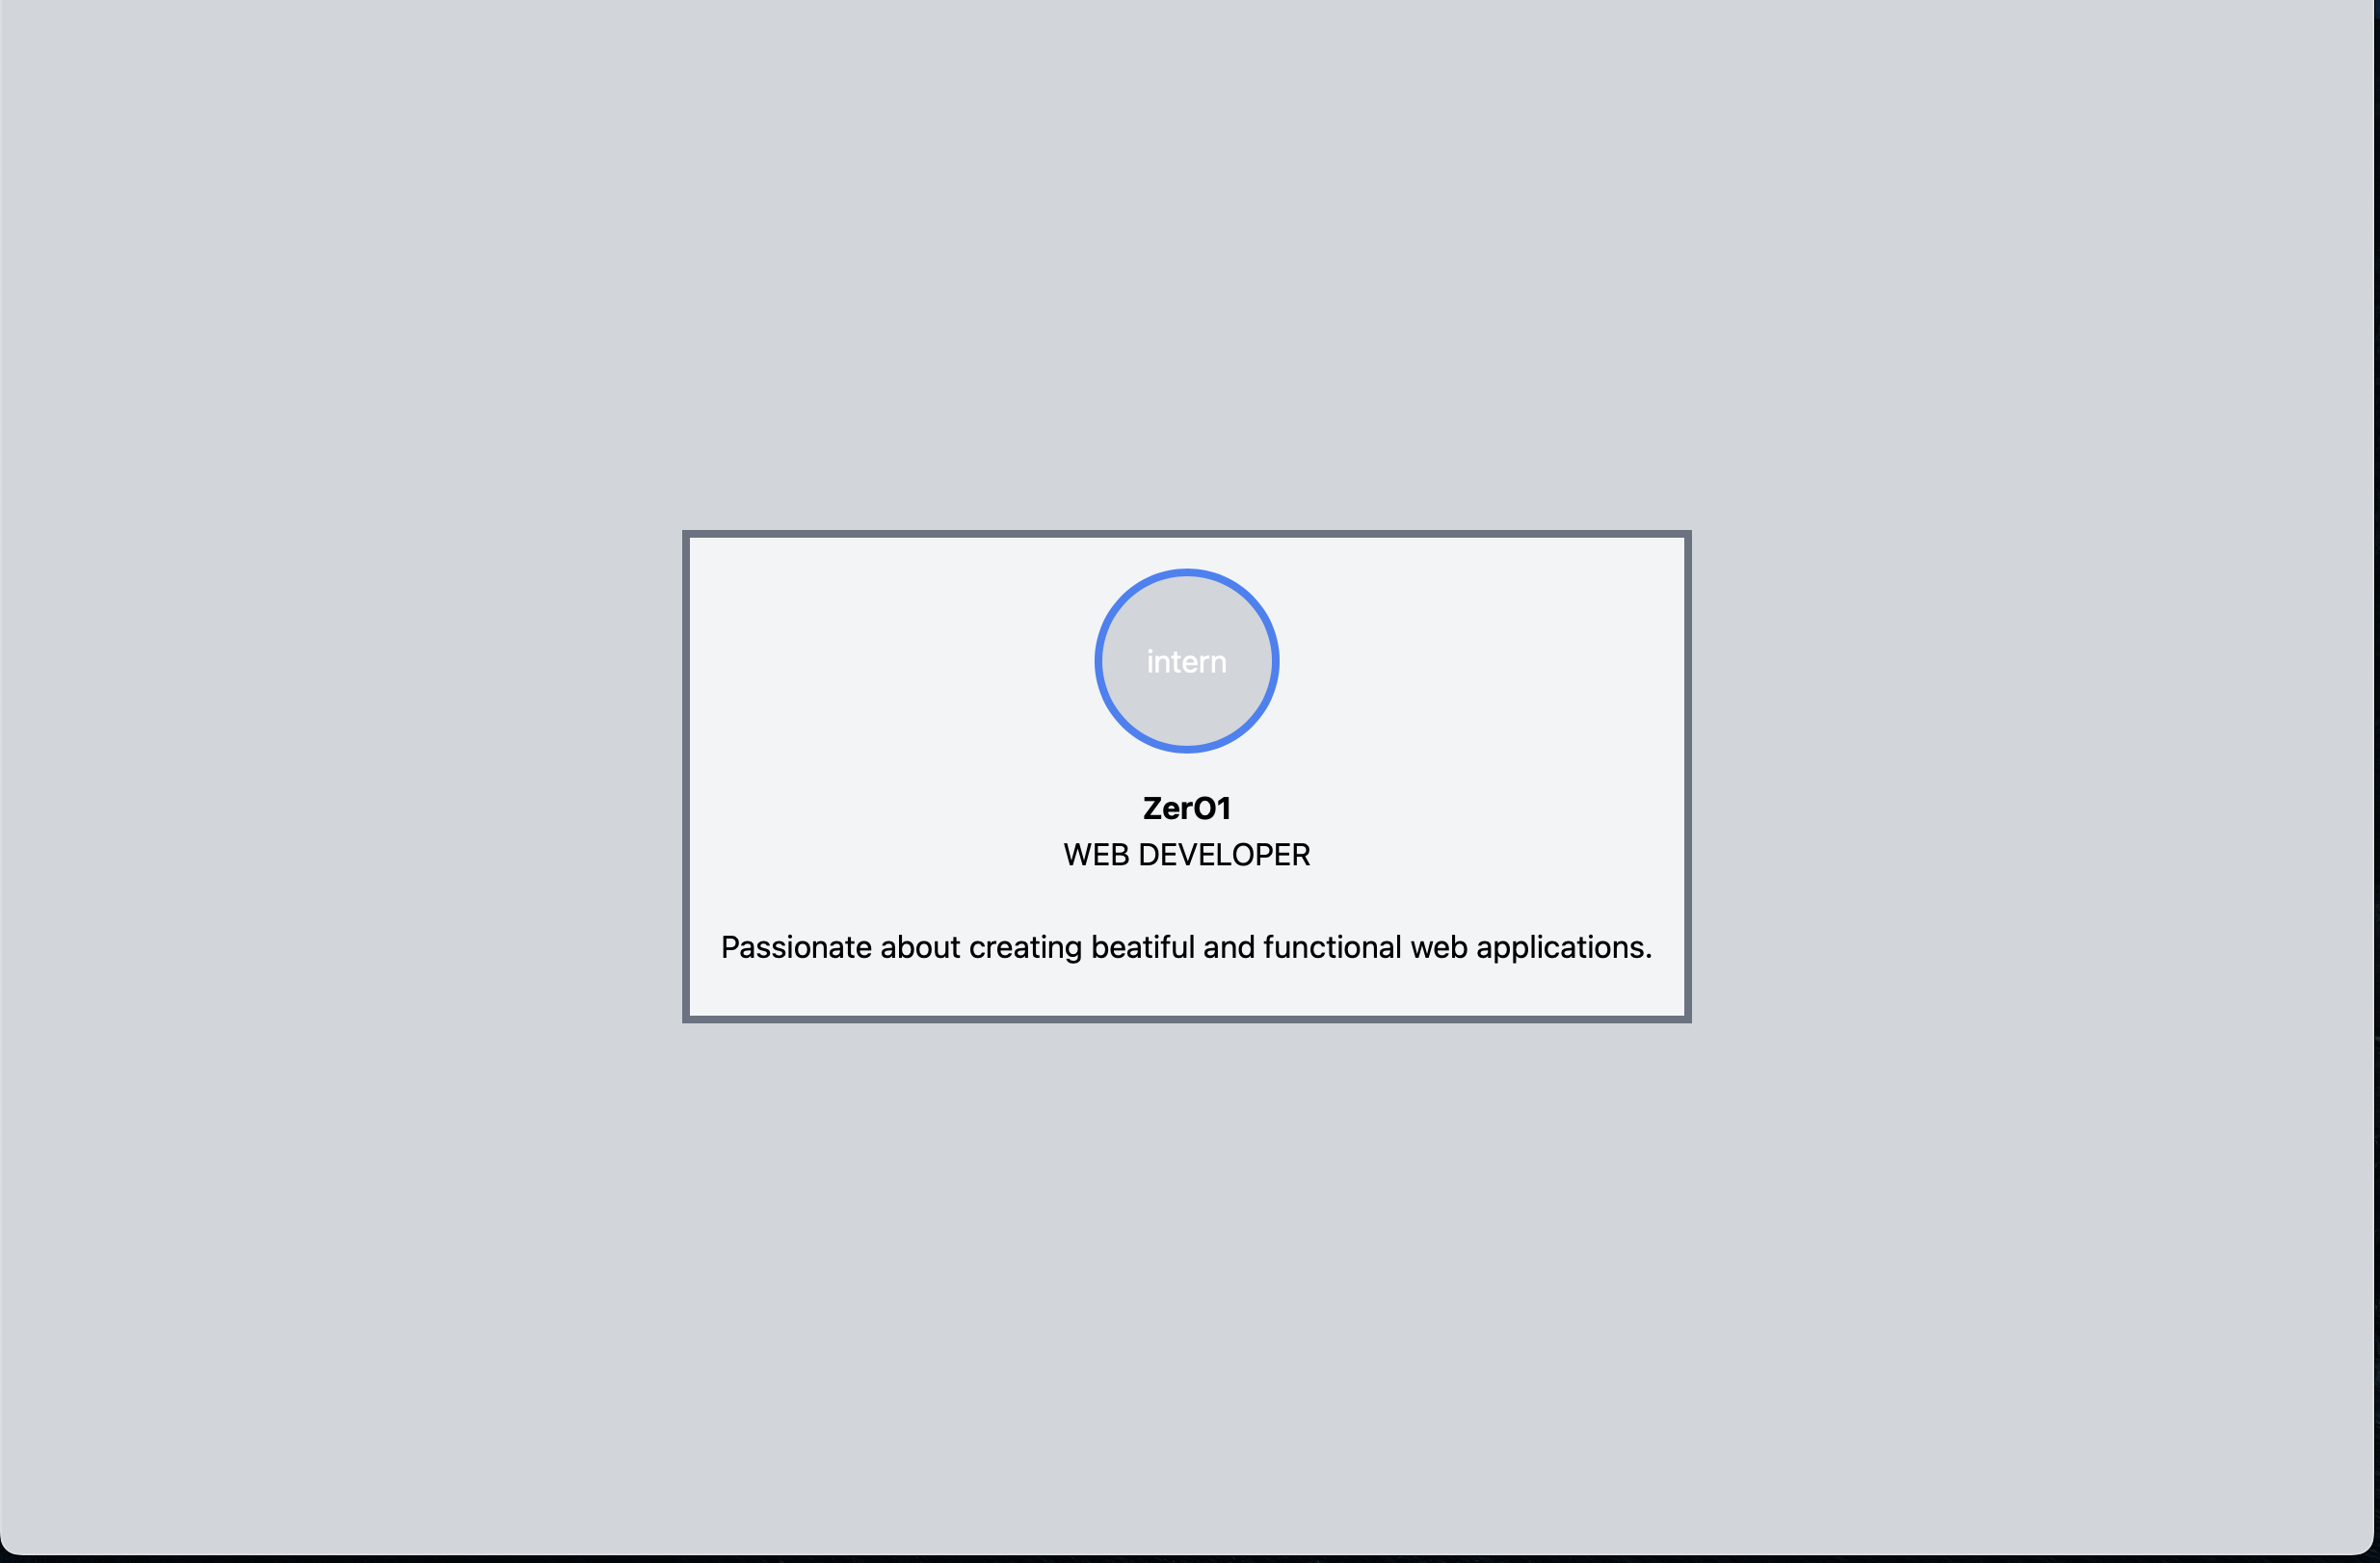 intern
Zer01
WEB DEVELOPER
Passionate about creating beatiful and functional web applications.